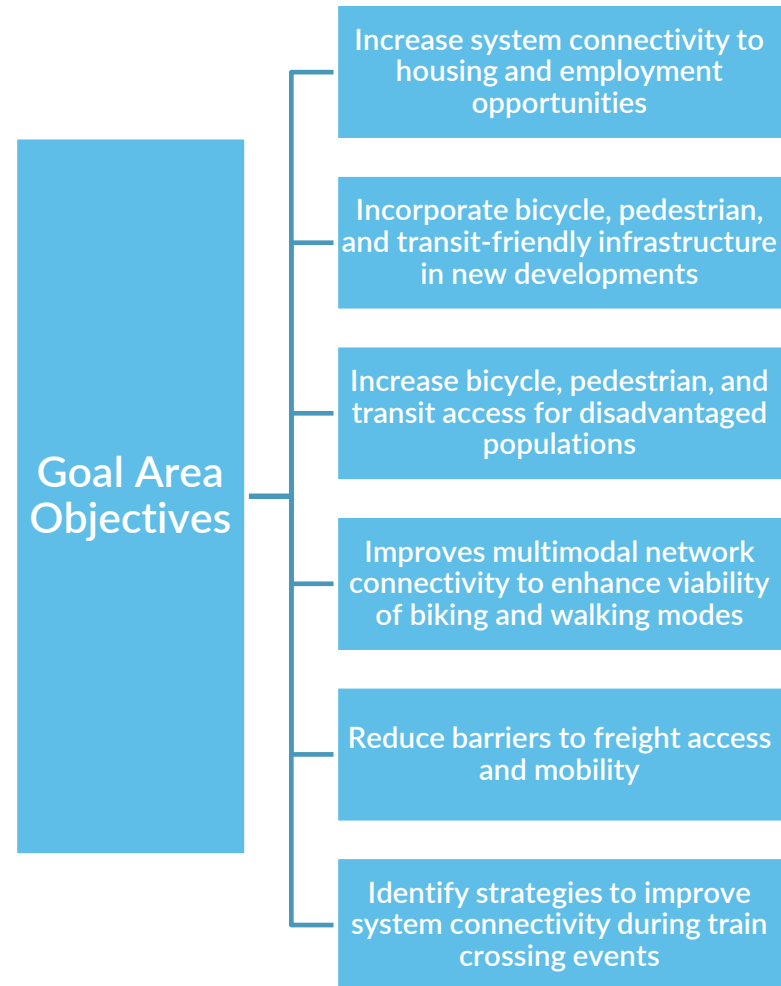 Goal Area
Objectives
Increase system connectivity to
housing and employment
opportunities
Incorporate bicycle, pedestrian,
and transit-friendly infrastructure
in new developments
Increase bicycle, pedestrian, and
transit access for disadvantaged
populations
Improves multimodal network
connectivity to enhance viability
of biking and walking modes
Reduce barriers to freight access
and mobility
Identify strategies to improve
system connectivity during train
crossing events